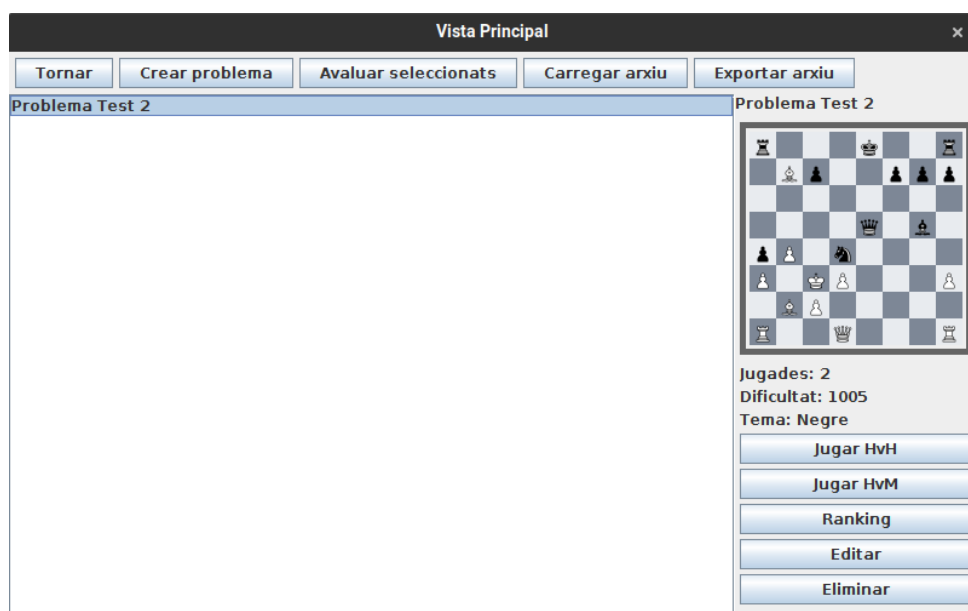 Vista Principal ×
Tornar Crear problema Avaluar seleccionats Carregar arxiu Exportar arxiu
Problema Test 2
Problema Test 2
Jugades: 2
Dificultat: 1005
Tema: Negre
Jugar HvH
Jugar HvM
Ranking
Editar
Eliminar